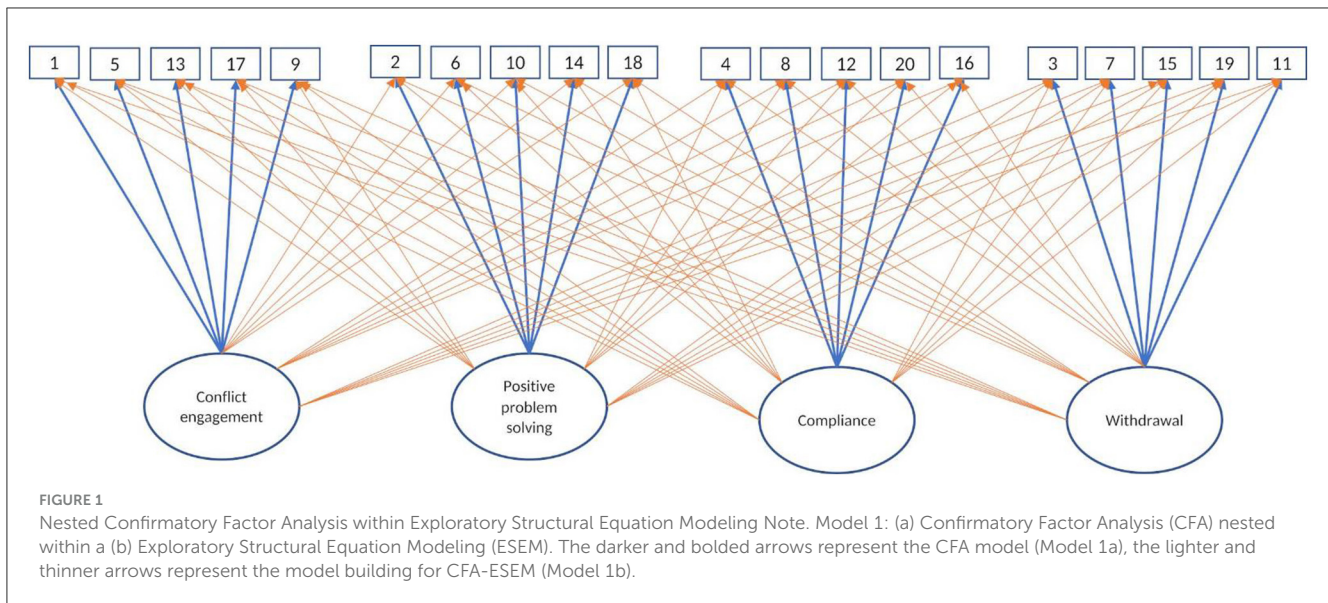 1 5 13 17 9 2 6 10 14 18 4 8 12 20 16 3 7 15 19 11
Conflict
engagement
Positive
problem
solving
Compliance
Withdrawal
FIGURE 1
Nested Confirmatory Factor Analysis within Exploratory Structural Equation Modeling Note. Model 1: (a) Confirmatory Factor Analysis (CFA) nested
within a (b) Exploratory Structural Equation Modeling (ESEM). The darker and bolded arrows represent the CFA model (Model 1a), the lighter and
thinner arrows represent the model building for CFA-ESEM (Model 1b).